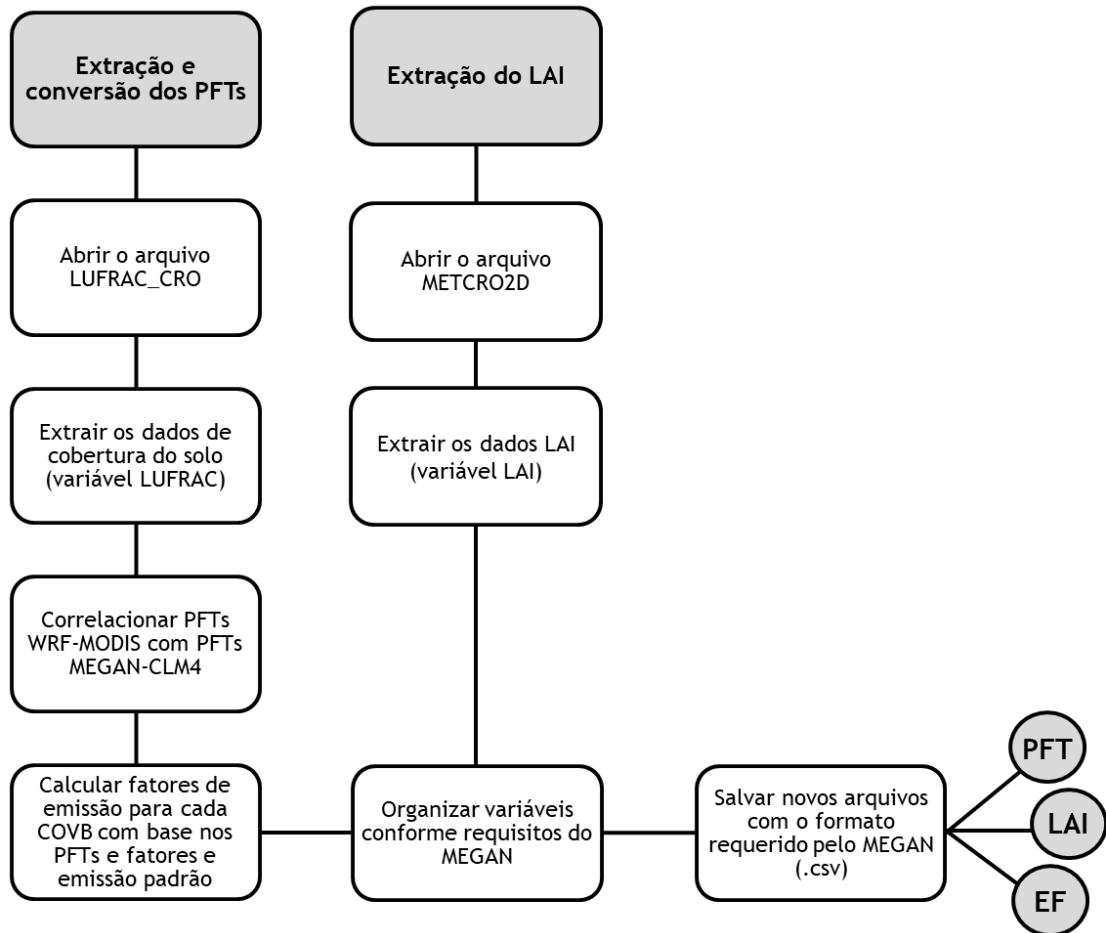 Extração e
conversão dos PFTs
Abrir o arquivo
LUFRAC_CRO
Extrair os dados de
cobertura do solo
(variável LUFRAC)
Correlacionar PFTs
WRF-MODIS com PFTs
MEGAN-CLM4
Calcular fatores de
emissão para cada
COVB com base nos
PFTs e fatores e
emissão padrão
Extração do LAI
Abrir o arquivo
METCRO2D
Extrair os dados LAI
(variável LAI)
Organizar variáveis
conforme requisitos do
MEGAN
Salvar novos arquivos
com o formato
requerido pelo MEGAN
(.csv)
PFT
LAI
EF